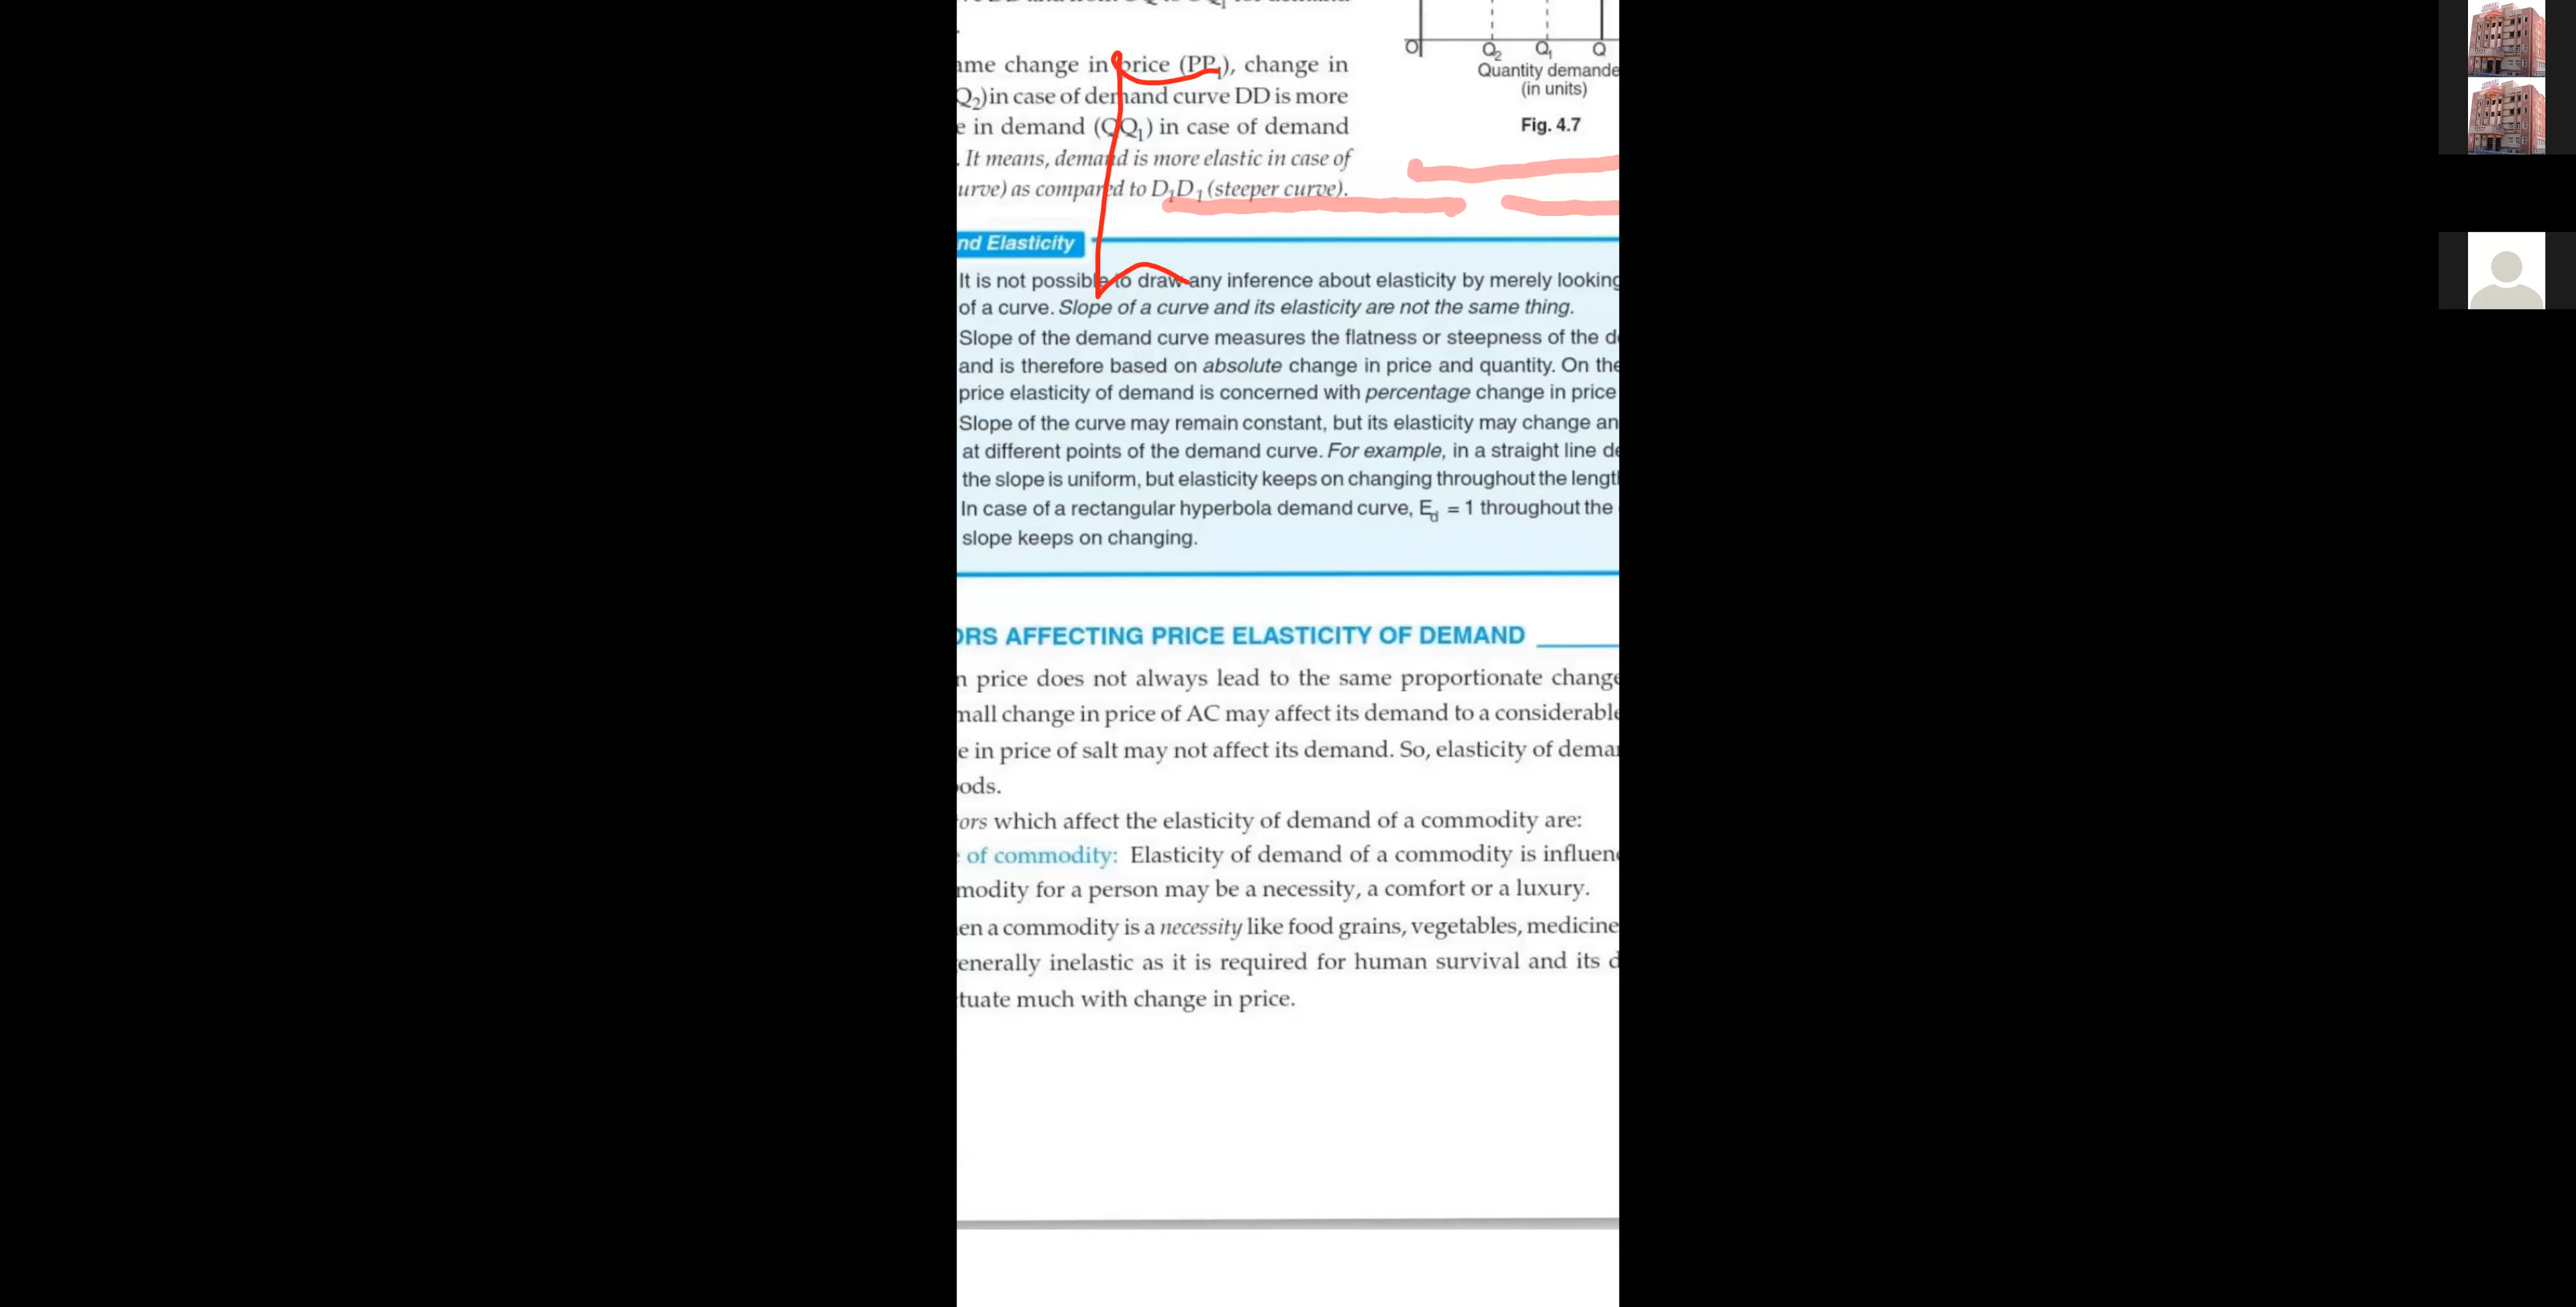 O Q2 Q1 Q
Quantity demande
(in units)
Fig. 4.7
ame change in price (PP1), change in
Q2)in case of demand curve DD is more
e in demand (QQ1) in case of demand
. It means, demand is more elastic in case of
urve) as compared to D1D1 (steeper curve).
nd Elasticity
It is not possible to draw any inference about elasticity by merely looking
of a curve. Slope of a curve and its elasticity are not the same thing.
Slope of the demand curve measures the flatness or steepness of the d
and is therefore based on absolute change in price and quantity. On the
price elasticity of demand is concerned with percentage change in price
Slope of the curve may remain constant, but its elasticity may change an
at different points of the demand curve. For example, in a straight line de
the slope is uniform, but elasticity keeps on changing throughout the lengt
In case of a rectangular hyperbola demand curve, Ed = 1 throughout the
slope keeps on changing.
ORS AFFECTING PRICE ELASTICITY OF DEMAND
n price does not always lead to the same proportionate change
mall change in price of AC may affect its demand to a considerable
e in price of salt may not affect its demand. So, elasticity of deman
ods.
ors which affect the elasticity of demand of a commodity are:
of commodity: Elasticity of demand of a commodity is influenc
modity for a person may be a necessity, a comfort or a luxury.
en a commodity is a necessity like food grains, vegetables, medicine
enerally inelastic as it is required for human survival and its d
tuate much with change in price.